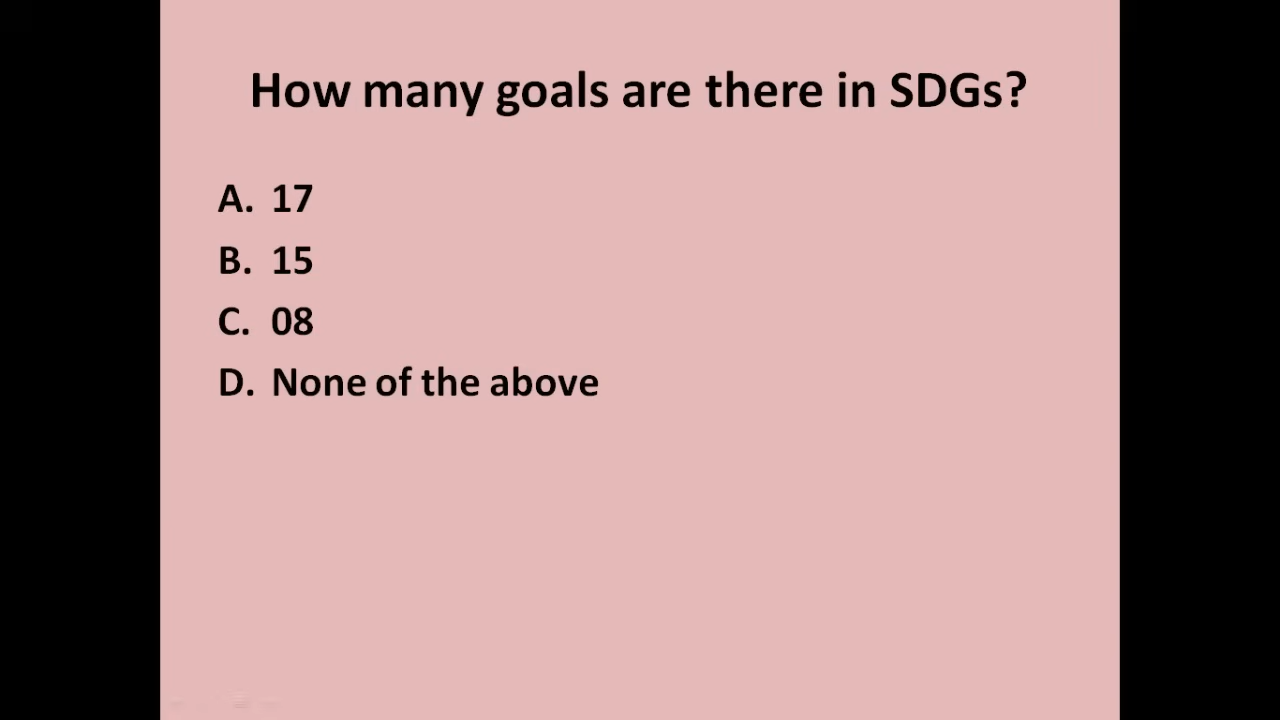 How many goals are there in SDGs?
A. 17
B. 15
C. 08
D. None of the above